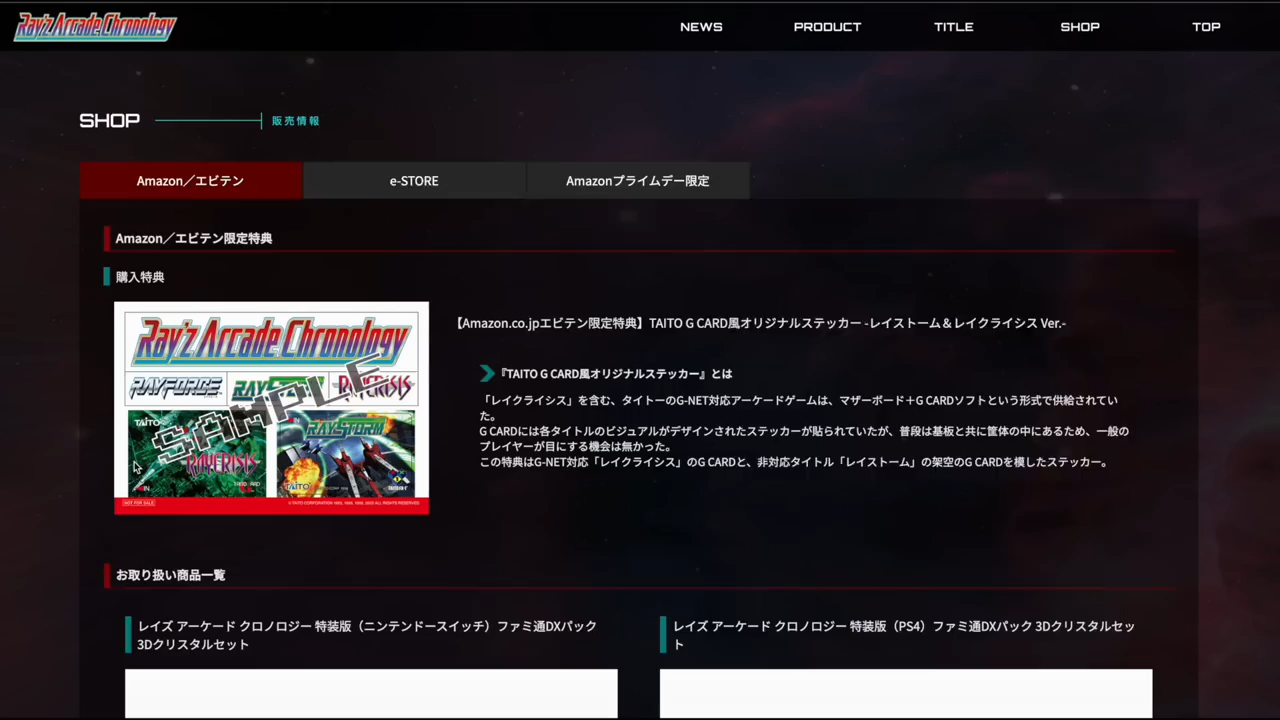 Ray'z Arcade Chronology
NEWS
PRODUCT
TITLE
SHOP
TOP
SHOP
販売情報
Amazon／エビテン
e-STORE
Amazonプライムデー限定
Amazon／エビテン限定特典
購入特典
Ray'z Arcade Chronology
RAYFORCE
RAYSTORM
RAYCRISIS
SAMPLE
TAITO
RAYCRISIS
RAYSTORM
TAITO
NOT FOR SALE
【Amazon.co.jpエビテン限定特典】TAITO G CARD風オリジナルステッカー -レイストーム＆レイクライシス Ver.-
『TAITO G CARD風オリジナルステッカー』とは
「レイクライシス」を含む、タイトーのG-NET対応アーケードゲームは、マザーボード＋G CARDソフトという形式で供給されてい
た。
G CARDには各タイトルのビジュアルがデザインされたステッカーが貼られていたが、普段は基板と共に筐体の中にあるため、一般の
プレイヤーが目にする機会は無かった。
この特典はG-NET対応「レイクライシス」のG CARDと、非対応タイトル「レイストーム」の架空のG CARDを模したステッカー。
お取り扱い商品一覧
レイズ アーケード クロノロジー 特装版（ニンテンドースイッチ）ファミ通DXパック
3Dクリスタルセット
レイズ アーケード クロノロジー 特装版（PS4）ファミ通DXパック 3Dクリスタルセッ
ト